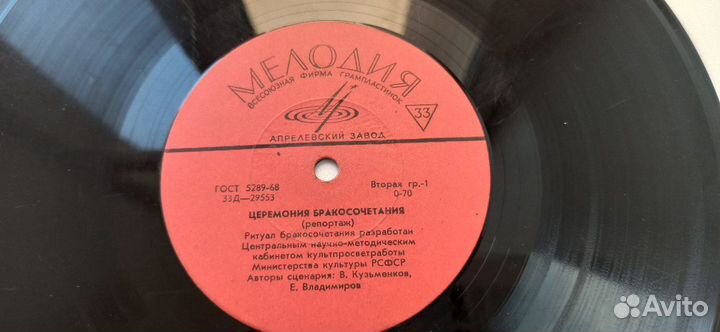 МЕЛОДИЯ
ВСЕСОЮЗНАЯ ФИРМА ГРАМПЛАСТИНОК
33
АПРЕЛЕВСКИЙ ЗАВОД
ГОСТ 5289-68 Вторая гр.-1
33Д—29553 0-70
ЦЕРЕМОНИЯ БРАКОСОЧЕТАНИЯ
(репортаж)
Ритуал бракосочетания разработан
Центральным научно-методическим
кабинетом культпросветработы
Министерства культуры РСФСР
Авторы сценария: В. Кузьменков,
Е. Владимиров
Avito